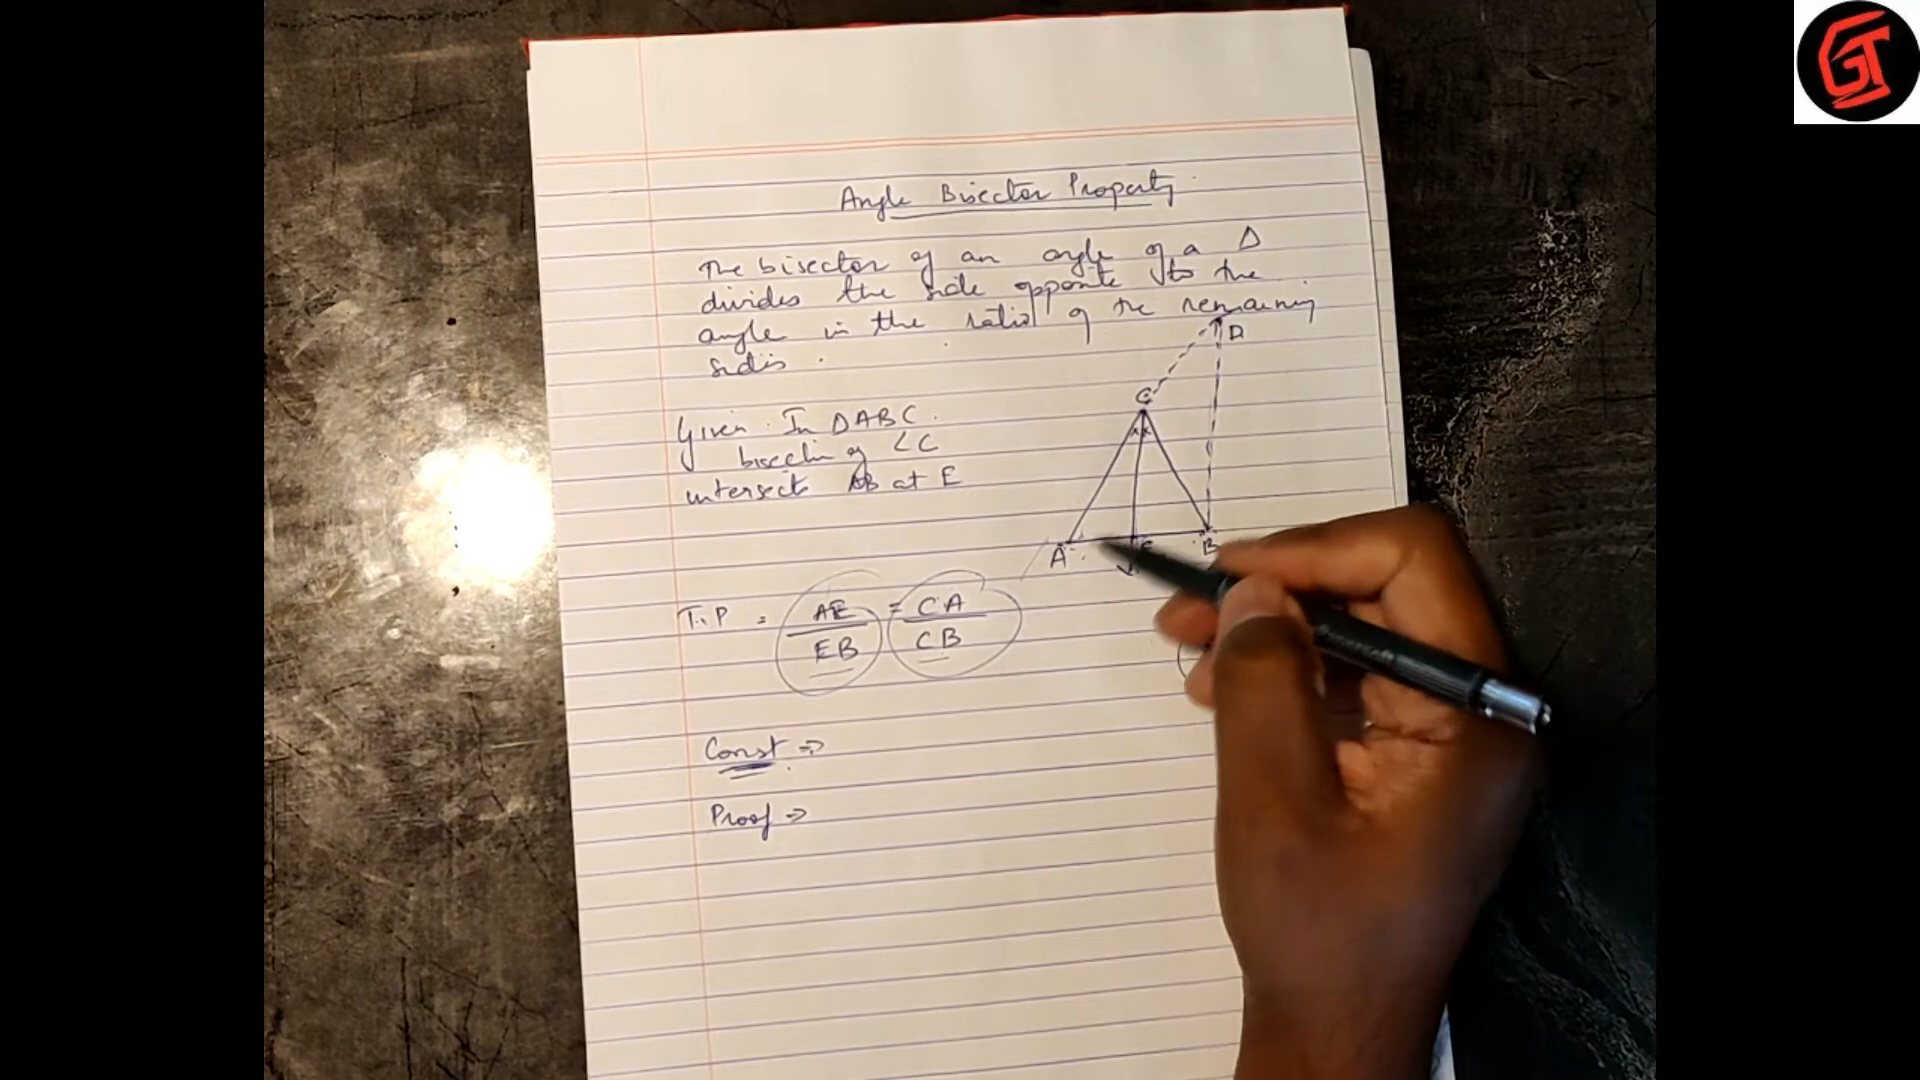 Angle Bisector Property
The bisector of an angle of a Δ
divides the side opposite to the
angle in the ratio of the remaining
sides.
D
C
Given. In ΔABC.
bisector of ∠C
intersects AB at E
x x
A E B
T.P = AE/EB = CA/CB
Const →
Proof →
GT